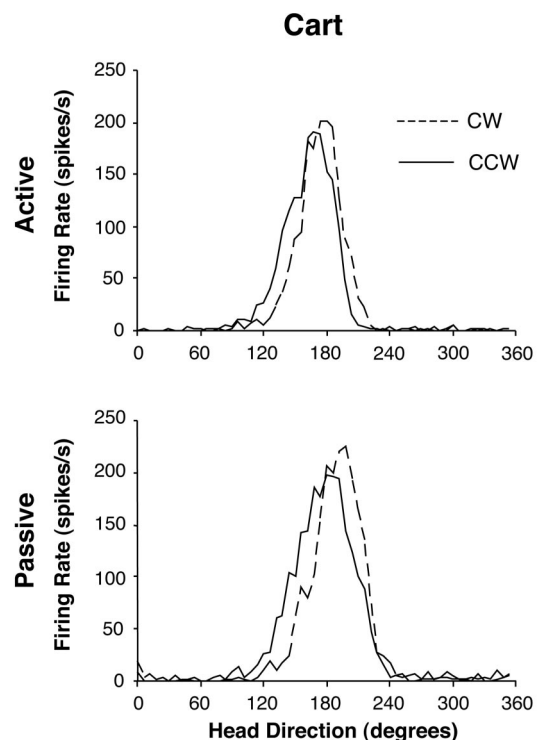 Cart
Active
Firing Rate (spikes/s)
250
200
150
100
50
0
0 60 120 180 240 300 360
CW
CCW
Passive
Firing Rate (spikes/s)
250
200
150
100
50
0
0 60 120 180 240 300 360
Head Direction (degrees)